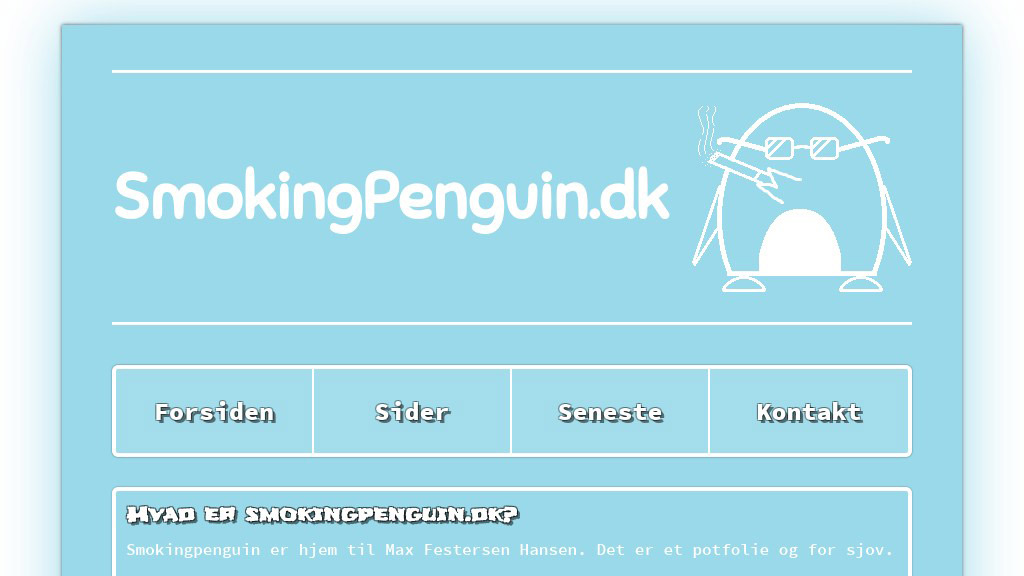 SmokingPenguin.dk
Forsiden Sider Seneste Kontakt
Hvad er smokingpenguin.dk?
Smokingpenguin er hjem til Max Festersen Hansen. Det er et potfolie og for sjov.